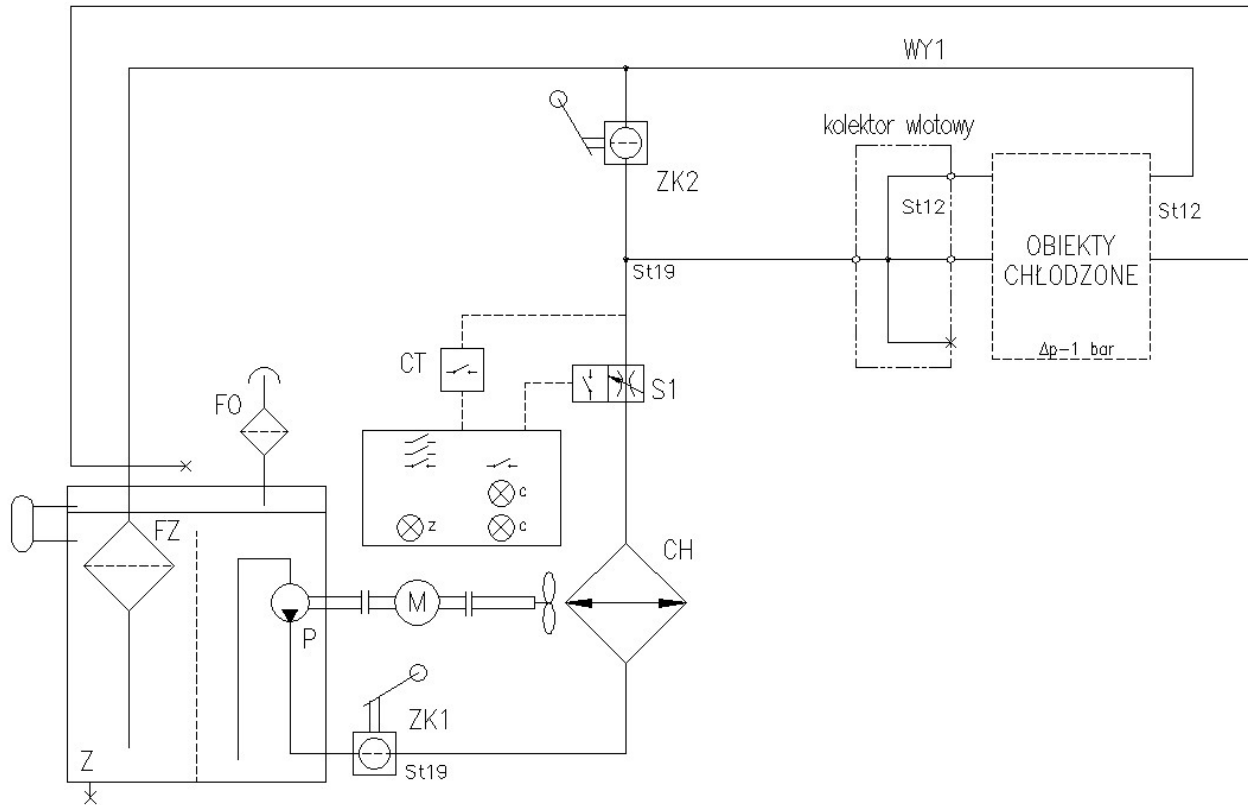 WY1
kolektor wlotowy
ZK2
St12
St12
OBIEKTY
CHŁODZONE
St19
Δp-1 bar
CT
S1
FO
c
z
c
FZ
CH
M
P
ZK1
Z
St19